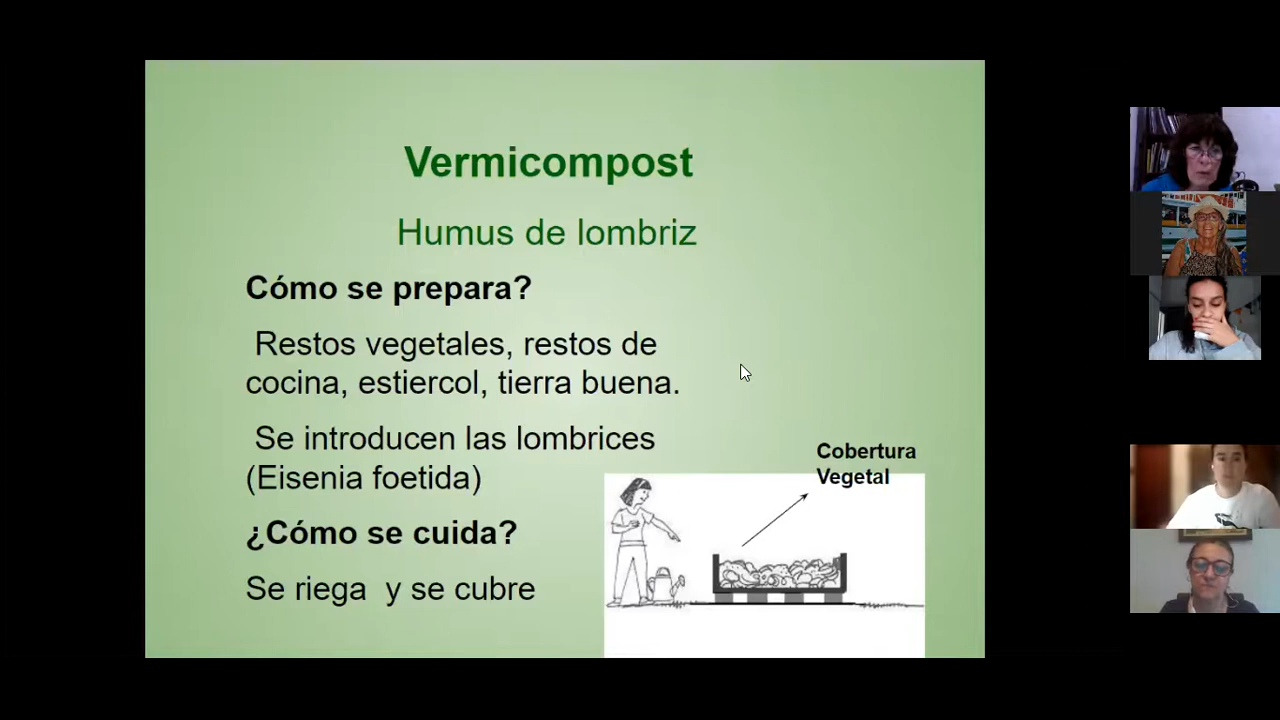 Vermicompost
Humus de lombriz
Cómo se prepara?
Restos vegetales, restos de
cocina, estiercol, tierra buena.
Se introducen las lombrices
(Eisenia foetida)
¿Cómo se cuida?
Se riega y se cubre
Cobertura
Vegetal